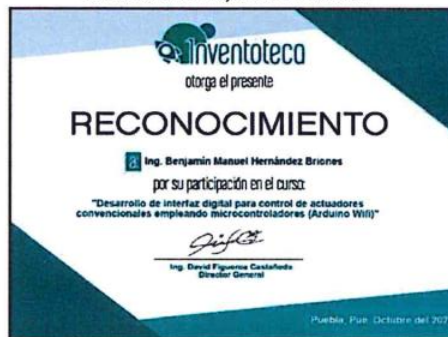 Inventoteca
otorga el presente
RECONOCIMIENTO
a: Ing. Benjamín Manuel Hernández Briones
por su participación en el curso:
"Desarrollo de interfaz digital para control de actuadores
convencionales empleando microcontroladores (Arduino Wifi)"
Ing. David Figueroa Castañeda
Director General
Puebla, Pue. Octubre del 202